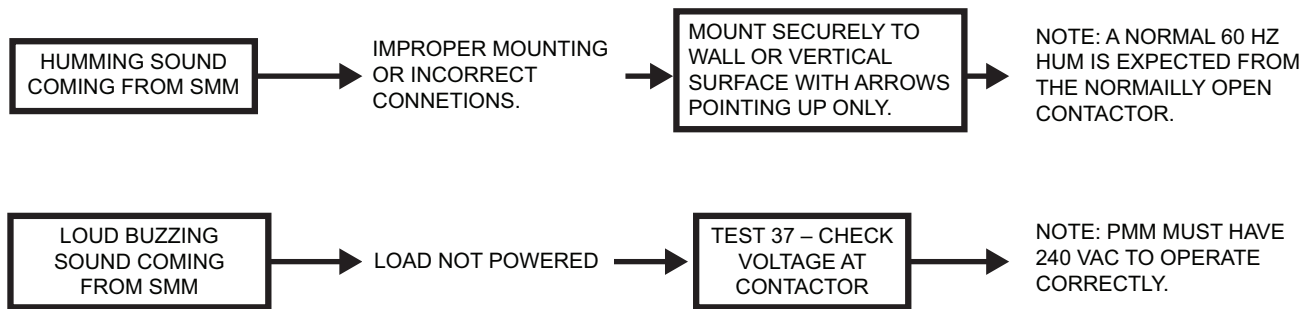 HUMMING SOUND
COMING FROM SMM
IMPROPER MOUNTING
OR INCORRECT
CONNETIONS.
MOUNT SECURELY TO
WALL OR VERTICAL
SURFACE WITH ARROWS
POINTING UP ONLY.
NOTE: A NORMAL 60 HZ
HUM IS EXPECTED FROM
THE NORMAILLY OPEN
CONTACTOR.
LOUD BUZZING
SOUND COMING
FROM SMM
LOAD NOT POWERED
TEST 37 – CHECK
VOLTAGE AT
CONTACTOR
NOTE: PMM MUST HAVE
240 VAC TO OPERATE
CORRECTLY.